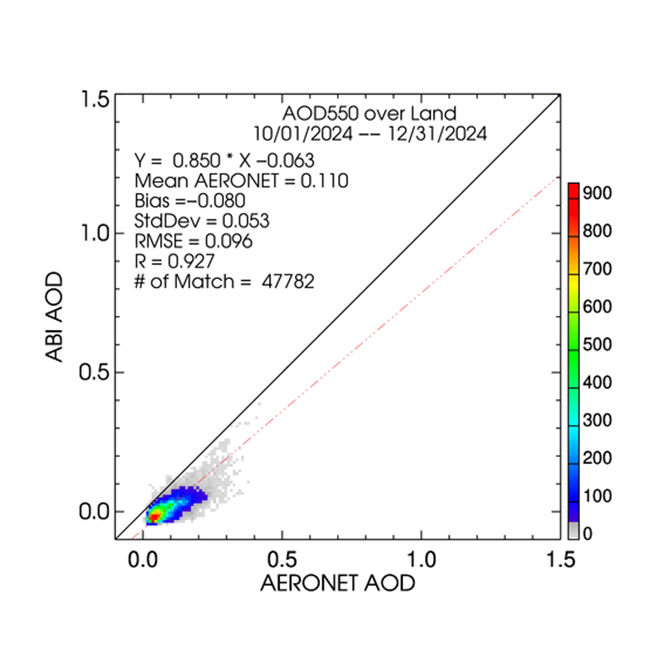 AOD550 over Land
10/01/2024 -- 12/31/2024
Y = 0.850 * X -0.063
Mean AERONET = 0.110
Bias =-0.080
StdDev = 0.053
RMSE = 0.096
R = 0.927
# of Match = 47782
ABI AOD
1.5
1.0
0.5
0.0
0.0 0.5 1.0 1.5
AERONET AOD
900
800
700
600
500
400
300
200
100
0